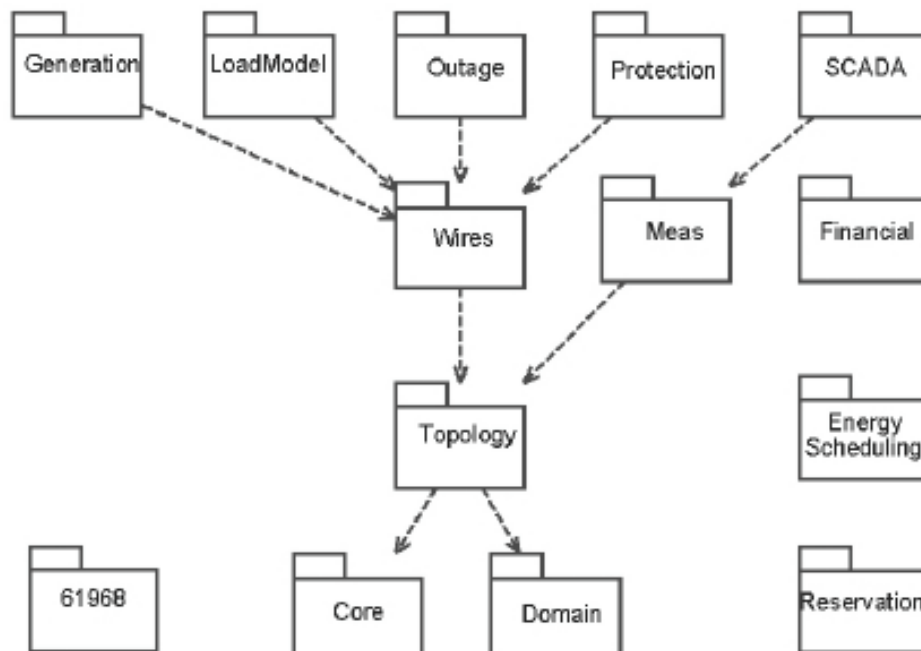 Generation
LoadModel
Outage
Protection
SCADA
Wires
Meas
Financial
Topology
Energy
Scheduling
61968
Core
Domain
Reservation